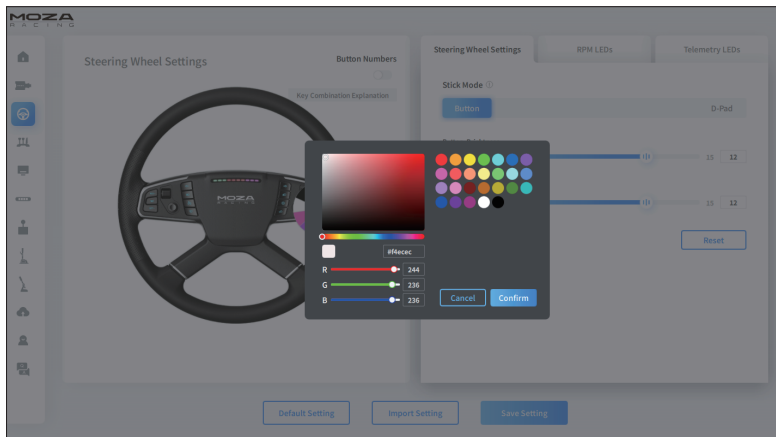 MOZA
RACING
Steering Wheel Settings
Button Numbers
Key Combination Explanation
MOZA
RACING
Steering Wheel Settings
RPM LEDs
Telemetry LEDs
Stick Mode ⓘ
Button
D-Pad
15
12
15
12
Reset
#f4ecec
R
244
G
236
B
236
Cancel
Confirm
Default Setting
Import Setting
Save Setting